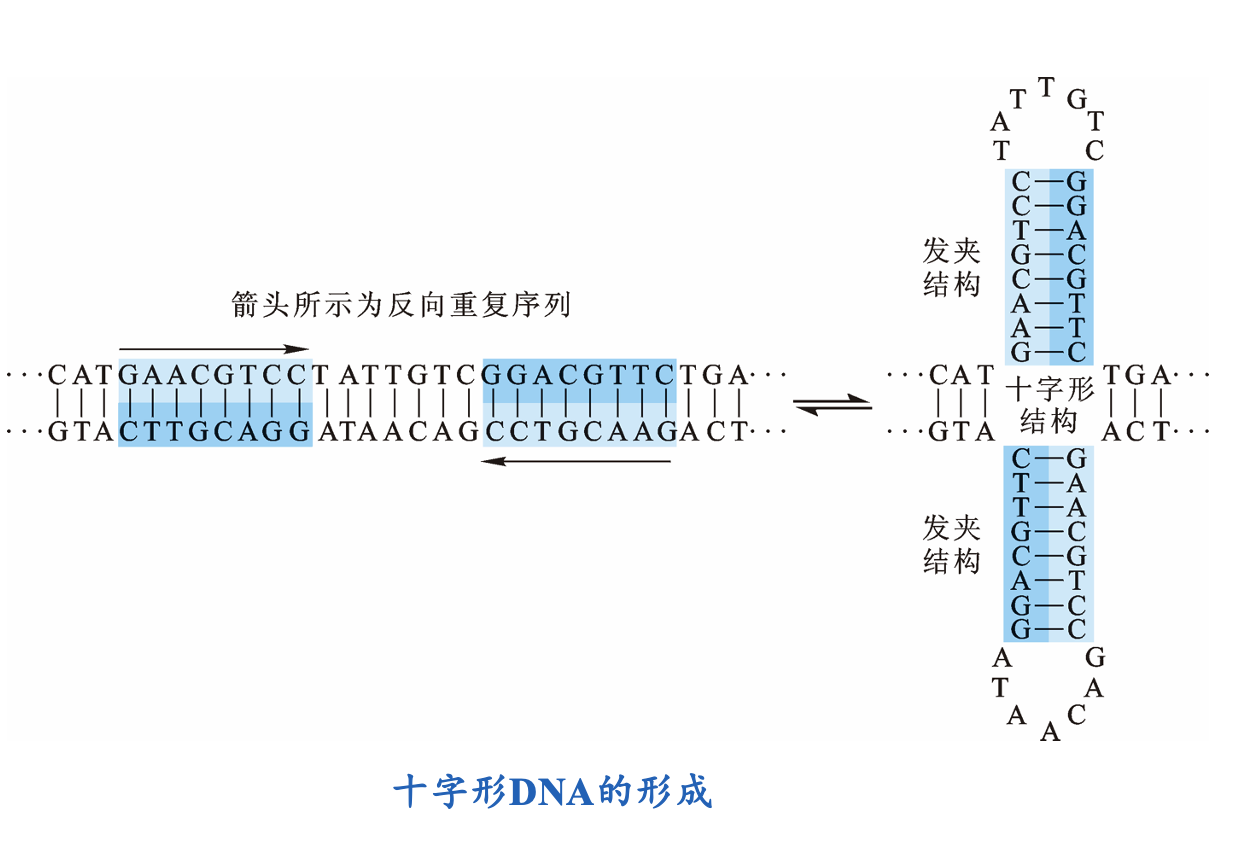 箭头所示为反向重复序列
···CATGAACGTCCTATTGTCGGACGTTCTGA···
···GTACTTGCAGGATAACAGCCTGCAAGACT···
T
T G
A T
T C
C—G
C—G
T—A
G—C
C—G
A—T
A—T
G—C
发夹
结构
···CAT TGA···
十字形
结构
···GTA ACT···
C—G
T—A
T—A
G—C
C—G
A—T
G—C
G—C
发夹
结构
A G
T A
A C
A
十字形DNA的形成